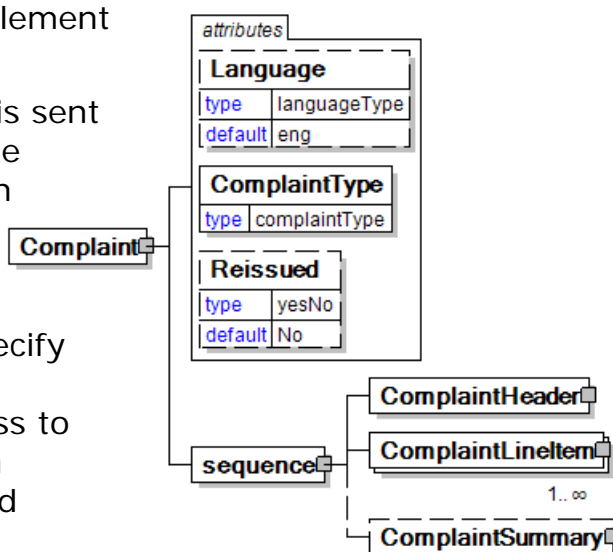 lement
is sent
e
n
ecify
ss to
n
d
Complaint
attributes
Language
type languageType
default eng
ComplaintType
type complaintType
Reissued
type yesNo
default No
sequence
ComplaintHeader
ComplaintLineItem
1.. ∞
ComplaintSummary